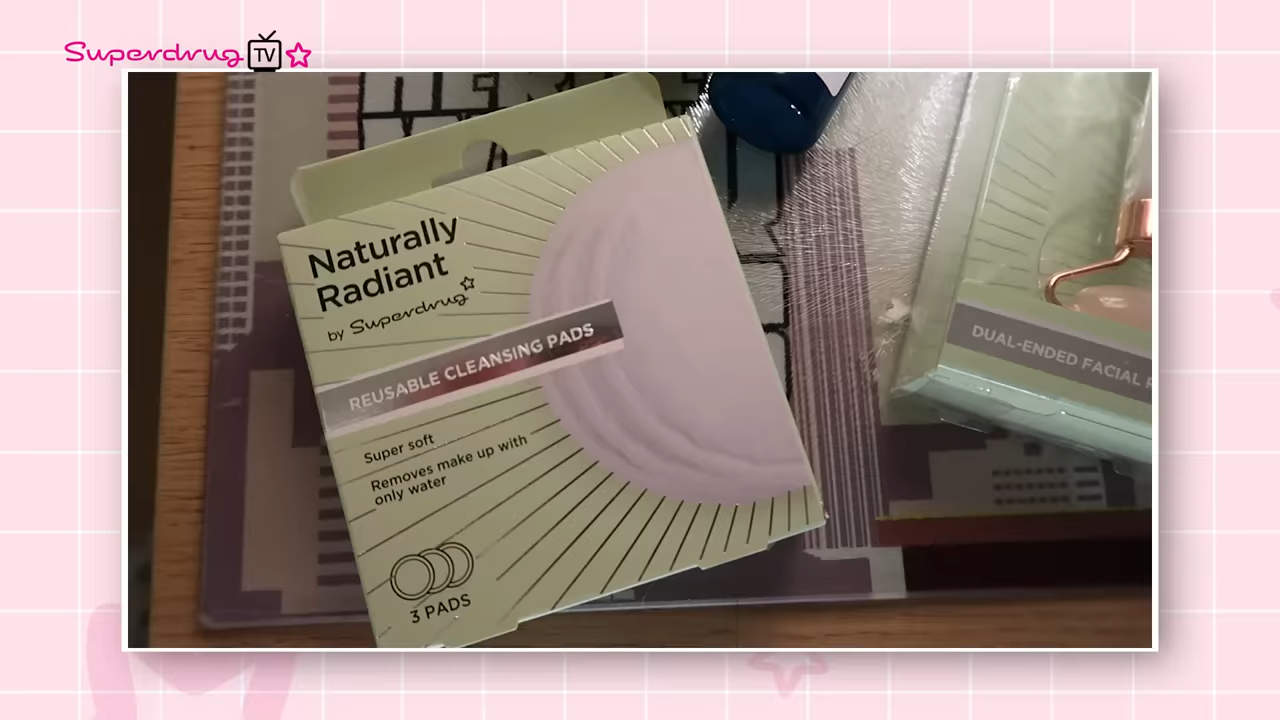 Superdrug TV
Naturally
Radiant
by Superdrug
REUSABLE CLEANSING PADS
Super soft
Removes make up with
only water
3 PADS
DUAL-ENDED FACIAL